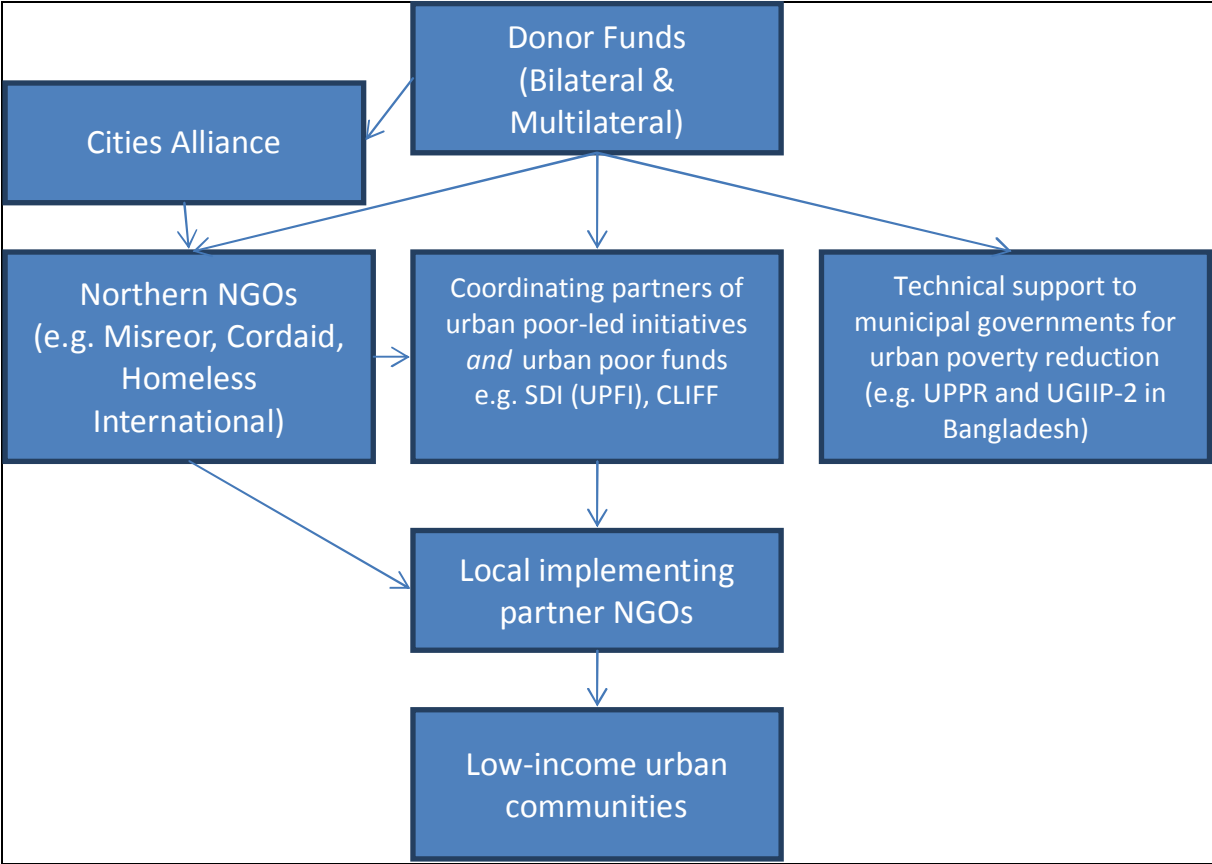 Donor Funds
(Bilateral &
Multilateral)
Cities Alliance
Northern NGOs
(e.g. Misreor, Cordaid,
Homeless
International)
Coordinating partners of
urban poor-led initiatives
and urban poor funds
e.g. SDI (UPFI), CLIFF
Technical support to
municipal governments for
urban poverty reduction
(e.g. UPPR and UGIIP-2 in
Bangladesh)
Local implementing
partner NGOs
Low-income urban
communities